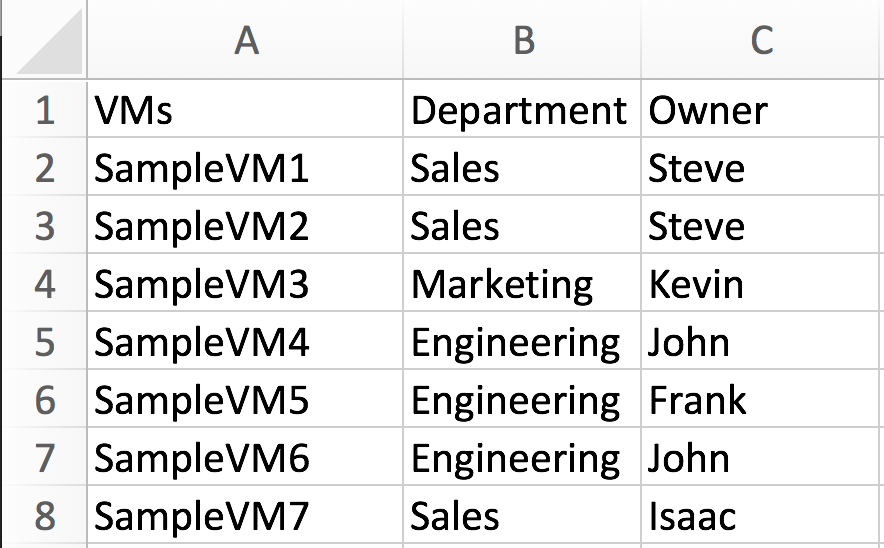 A B C
1 VMs Department Owner
2 SampleVM1 Sales Steve
3 SampleVM2 Sales Steve
4 SampleVM3 Marketing Kevin
5 SampleVM4 Engineering John
6 SampleVM5 Engineering Frank
7 SampleVM6 Engineering John
8 SampleVM7 Sales Isaac